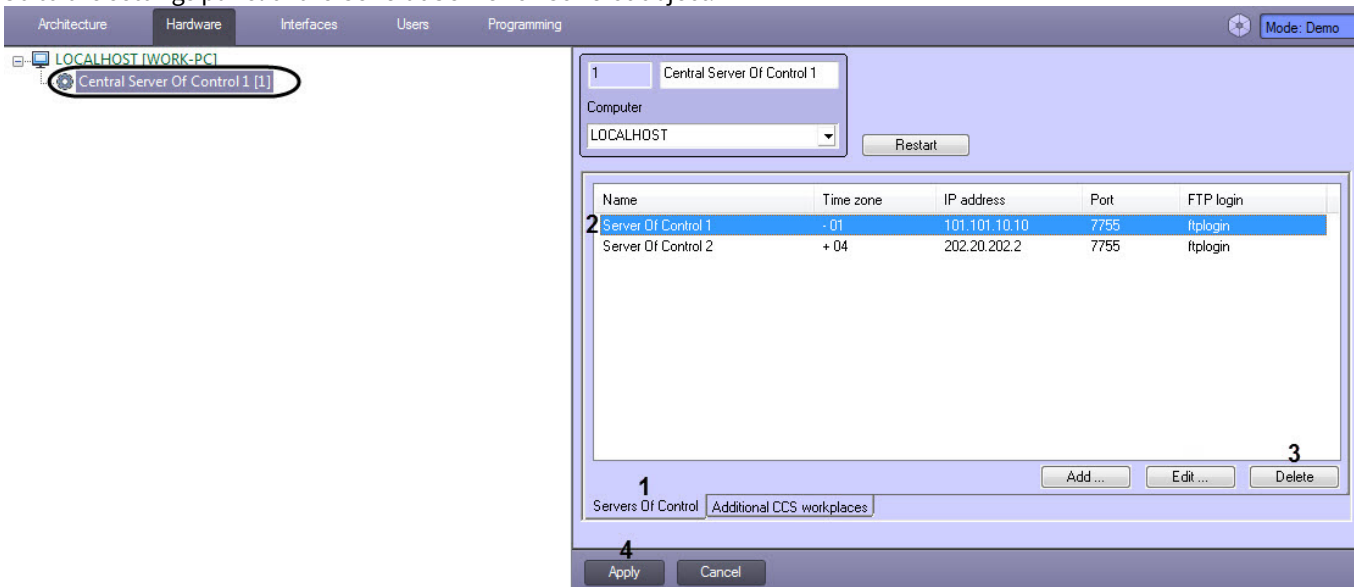 Architecture Hardware Interfaces Users Programming Mode: Demo
LOCALHOST [WORK-PC]
Central Server Of Control 1 [1]
1 Central Server Of Control 1
Computer
LOCALHOST
Restart
Name Time zone IP address Port FTP login
2 Server Of Control 1 - 01 101.101.10.10 7755 ftplogin
Server Of Control 2 + 04 202.20.202.2 7755 ftplogin
3
Add ... Edit ... Delete
1
Servers Of Control Additional CCS workplaces
4
Apply Cancel